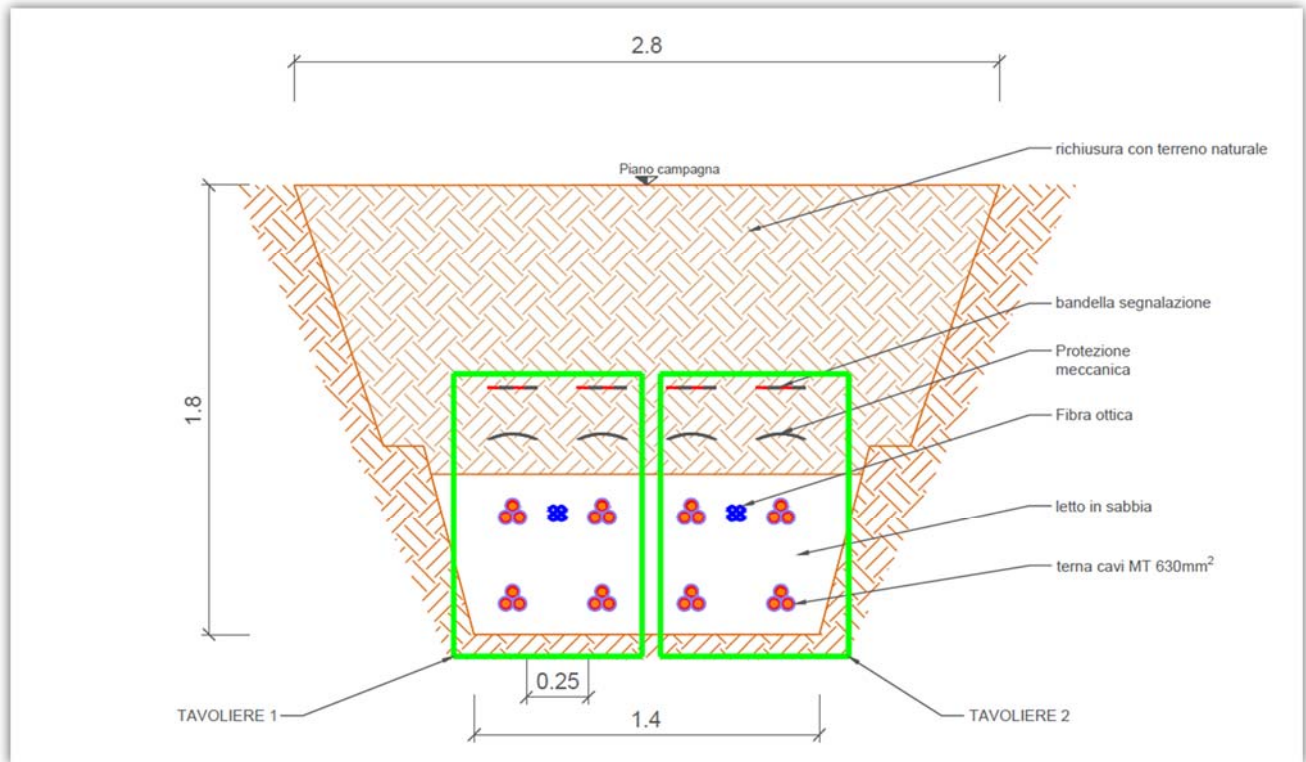 2.8
richiusura con terreno naturale
Piano campagna
bandella segnalazione
Protezione
meccanica
1.8
Fibra ottica
letto in sabbia
terna cavi MT 630mm²
0.25
TAVOLIERE 1
1.4
TAVOLIERE 2